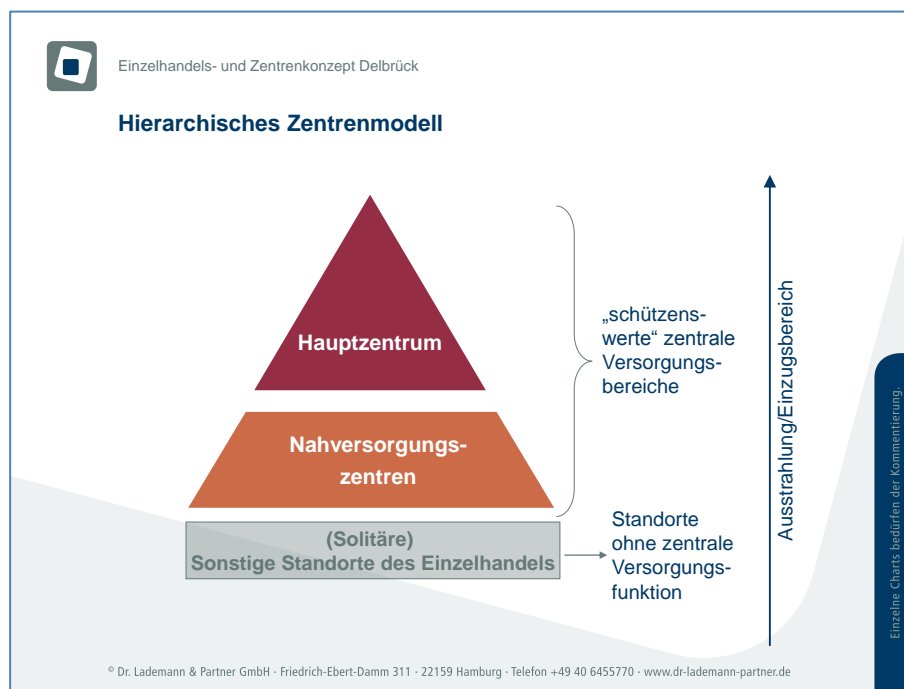 Einzelhandels- und Zentrenkonzept Delbrück
Hierarchisches Zentrenmodell
Hauptzentrum
Nahversorgungs-
zentren
(Solitäre)
Sonstige Standorte des Einzelhandels
„schützens-
werte“ zentrale
Versorgungs-
bereiche
Standorte
ohne zentrale
Versorgungs-
funktion
Ausstrahlung/Einzugsbereich
Einzelne Charts bedürfen der Kommentierung.
© Dr. Lademann & Partner GmbH · Friedrich-Ebert-Damm 311 · 22159 Hamburg · Telefon +49 40 6455770 · www.dr-lademann-partner.de